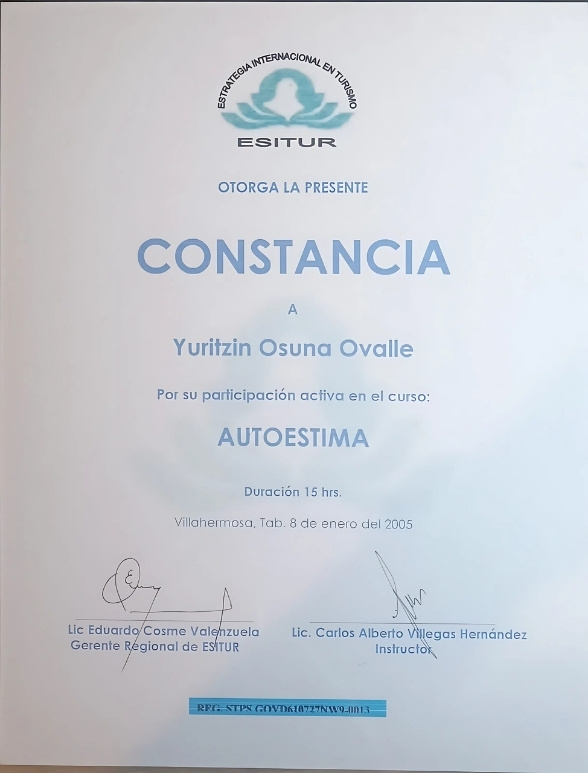 ESTRATEGIA INTERNACIONAL EN TURISMO
ESITUR
OTORGA LA PRESENTE
CONSTANCIA
A
Yuritzin Osuna Ovalle
Por su participación activa en el curso:
AUTOESTIMA
Duración 15 hrs.
Villahermosa, Tab. 8 de enero del 2005
Lic Eduardo Cosme Valenzuela
Gerente Regional de ESITUR
Lic. Carlos Alberto Villegas Hernández
Instructor
REG. STPS GOVD610727NW9-0013